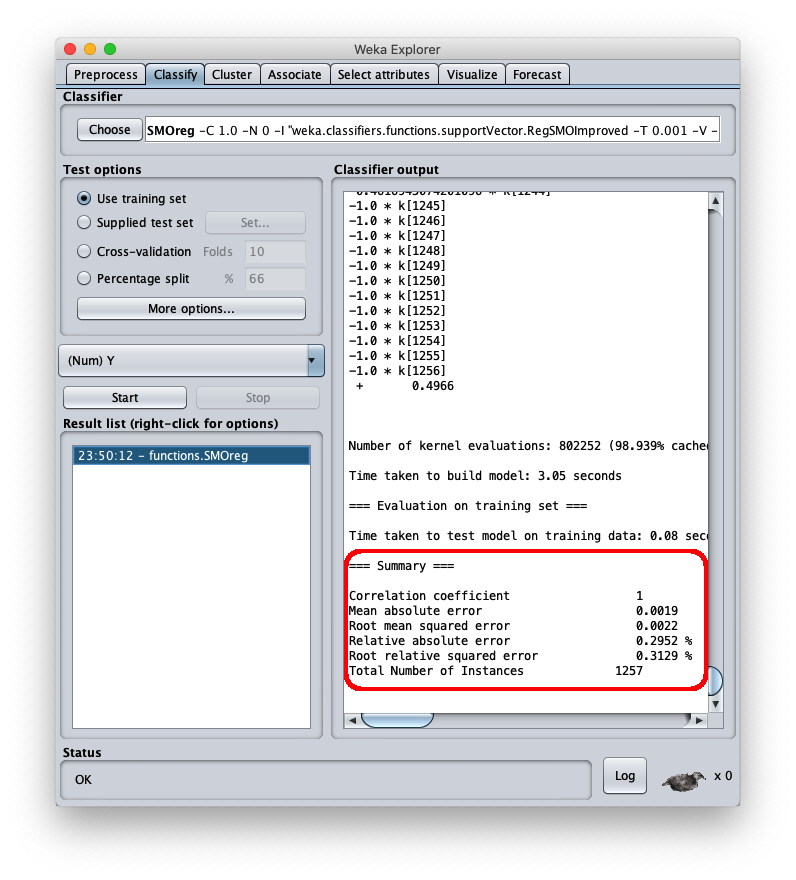 Weka Explorer
Preprocess Classify Cluster Associate Select attributes Visualize Forecast
Classifier
Choose SMOreg -C 1.0 -N 0 -I "weka.classifiers.functions.supportVector.RegSMOImproved -T 0.001 -V -
Test options
Use training set
Supplied test set Set...
Cross-validation Folds 10
Percentage split % 66
More options...
(Num) Y
Start Stop
Result list (right-click for options)
23:50:12 - functions.SMOreg
Classifier output
-1.0 * k[1245]
-1.0 * k[1246]
-1.0 * k[1247]
-1.0 * k[1248]
-1.0 * k[1249]
-1.0 * k[1250]
-1.0 * k[1251]
-1.0 * k[1252]
-1.0 * k[1253]
-1.0 * k[1254]
-1.0 * k[1255]
-1.0 * k[1256]
+ 0.4966
Number of kernel evaluations: 802252 (98.939% cached
Time taken to build model: 3.05 seconds
=== Evaluation on training set ===
Time taken to test model on training data: 0.08 seco
=== Summary ===
Correlation coefficient 1
Mean absolute error 0.0019
Root mean squared error 0.0022
Relative absolute error 0.2952 %
Root relative squared error 0.3129 %
Total Number of Instances 1257
Status
OK
Log x 0